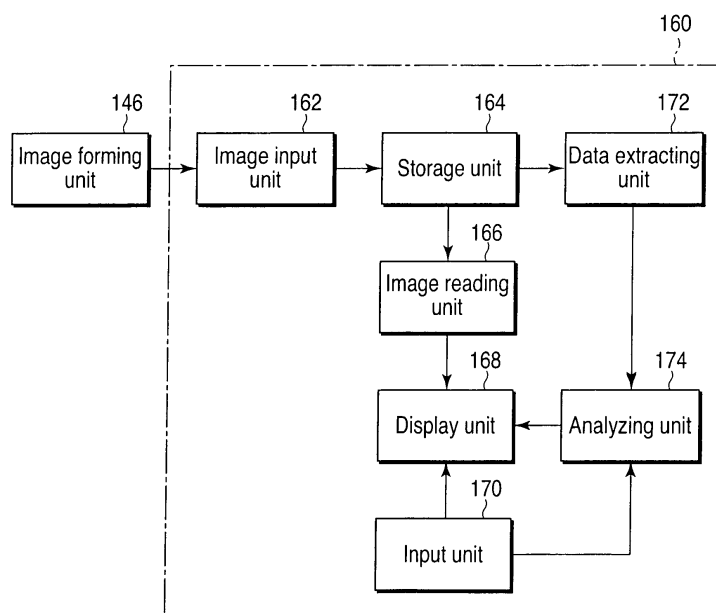 160
146
162
164
172
Image forming
unit
Image input
unit
Storage unit
Data extracting
unit
166
Image reading
unit
168
174
Display unit
Analyzing unit
170
Input unit